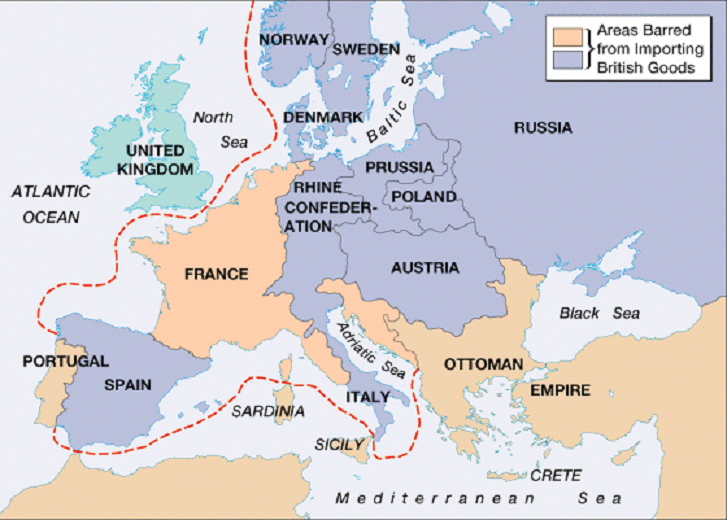 NORWAY
SWEDEN
Areas Barred
from Importing
British Goods
North
Sea
DENMARK
Baltic Sea
RUSSIA
UNITED
KINGDOM
PRUSSIA
ATLANTIC
OCEAN
RHINE
CONFEDER-
ATION
POLAND
FRANCE
AUSTRIA
Black Sea
Adriatic Sea
PORTUGAL
SPAIN
OTTOMAN
EMPIRE
ITALY
SARDINIA
SICILY
CRETE
Mediterranean Sea